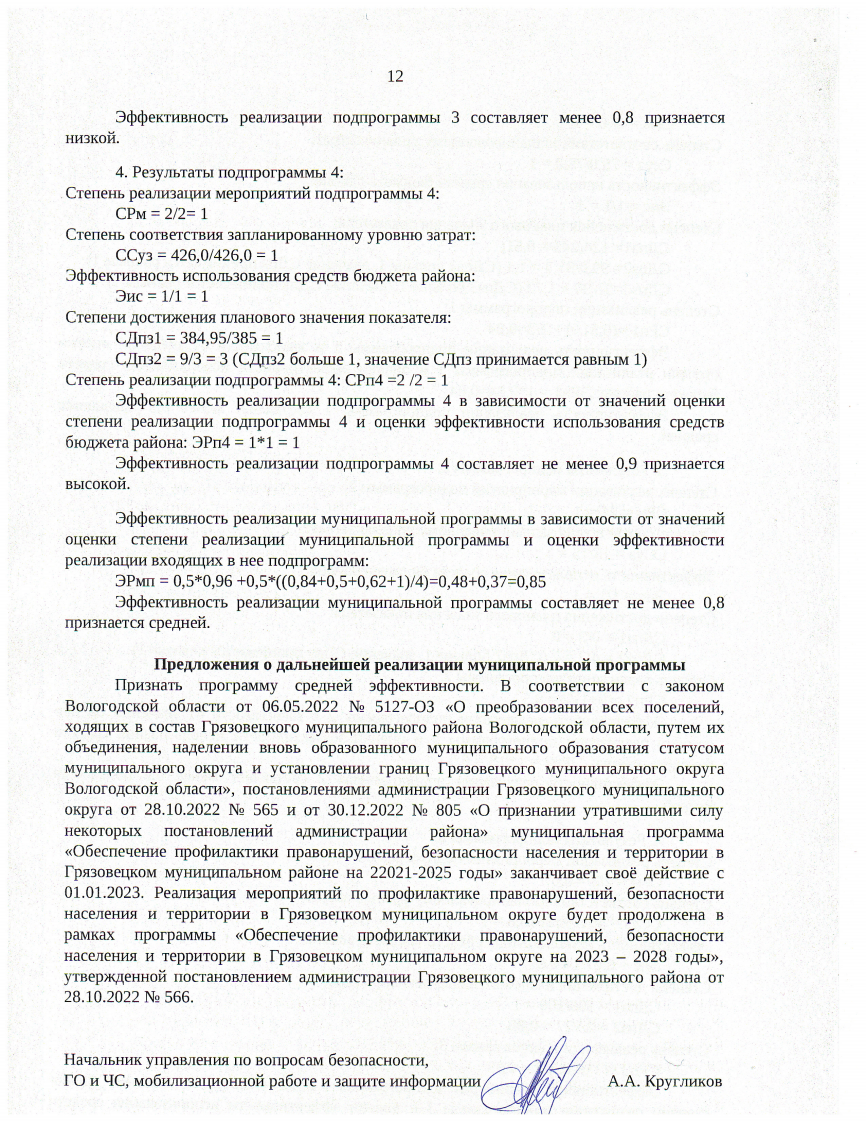 12
Эффективность реализации подпрограммы 3 составляет менее 0,8 признается
низкой.
4. Результаты подпрограммы 4:
Степень реализации мероприятий подпрограммы 4:
СРм = 2/2= 1
Степень соответствия запланированному уровню затрат:
ССуз = 426,0/426,0 = 1
Эффективность использования средств бюджета района:
Эис = 1/1 = 1
Степени достижения планового значения показателя:
СДпз1 = 384,95/385 = 1
СДпз2 = 9/3 = 3 (СДпз2 больше 1, значение СДпз принимается равным 1)
Степень реализации подпрограммы 4: СРп4 =2 /2 = 1
Эффективность реализации подпрограммы 4 в зависимости от значений оценки
степени реализации подпрограммы 4 и оценки эффективности использования средств
бюджета района: ЭРп4 = 1*1 = 1
Эффективность реализации подпрограммы 4 составляет не менее 0,9 признается
высокой.
Эффективность реализации муниципальной программы в зависимости от значений
оценки степени реализации муниципальной программы и оценки эффективности
реализации входящих в нее подпрограмм:
ЭРмп = 0,5*0,96 +0,5*((0,84+0,5+0,62+1)/4)=0,48+0,37=0,85
Эффективность реализации муниципальной программы составляет не менее 0,8
признается средней.
Предложения о дальнейшей реализации муниципальной программы
Признать программу средней эффективности. В соответствии с законом
Вологодской области от 06.05.2022 № 5127-ОЗ «О преобразовании всех поселений,
ходящих в состав Грязовецкого муниципального района Вологодской области, путем их
объединения, наделении вновь образованного муниципального образования статусом
муниципального округа и установлении границ Грязовецкого муниципального округа
Вологодской области», постановлениями администрации Грязовецкого муниципального
округа от 28.10.2022 № 565 и от 30.12.2022 № 805 «О признании утратившими силу
некоторых постановлений администрации района» муниципальная программа
«Обеспечение профилактики правонарушений, безопасности населения и территории в
Грязовецком муниципальном районе на 22021-2025 годы» заканчивает своё действие с
01.01.2023. Реализация мероприятий по профилактике правонарушений, безопасности
населения и территории в Грязовецком муниципальном округе будет продолжена в
рамках программы «Обеспечение профилактики правонарушений, безопасности
населения и территории в Грязовецком муниципальном округе на 2023 – 2028 годы»,
утвержденной постановлением администрации Грязовецкого муниципального района от
28.10.2022 № 566.
Начальник управления по вопросам безопасности,
ГО и ЧС, мобилизационной работе и защите информации А.А. Кругликов